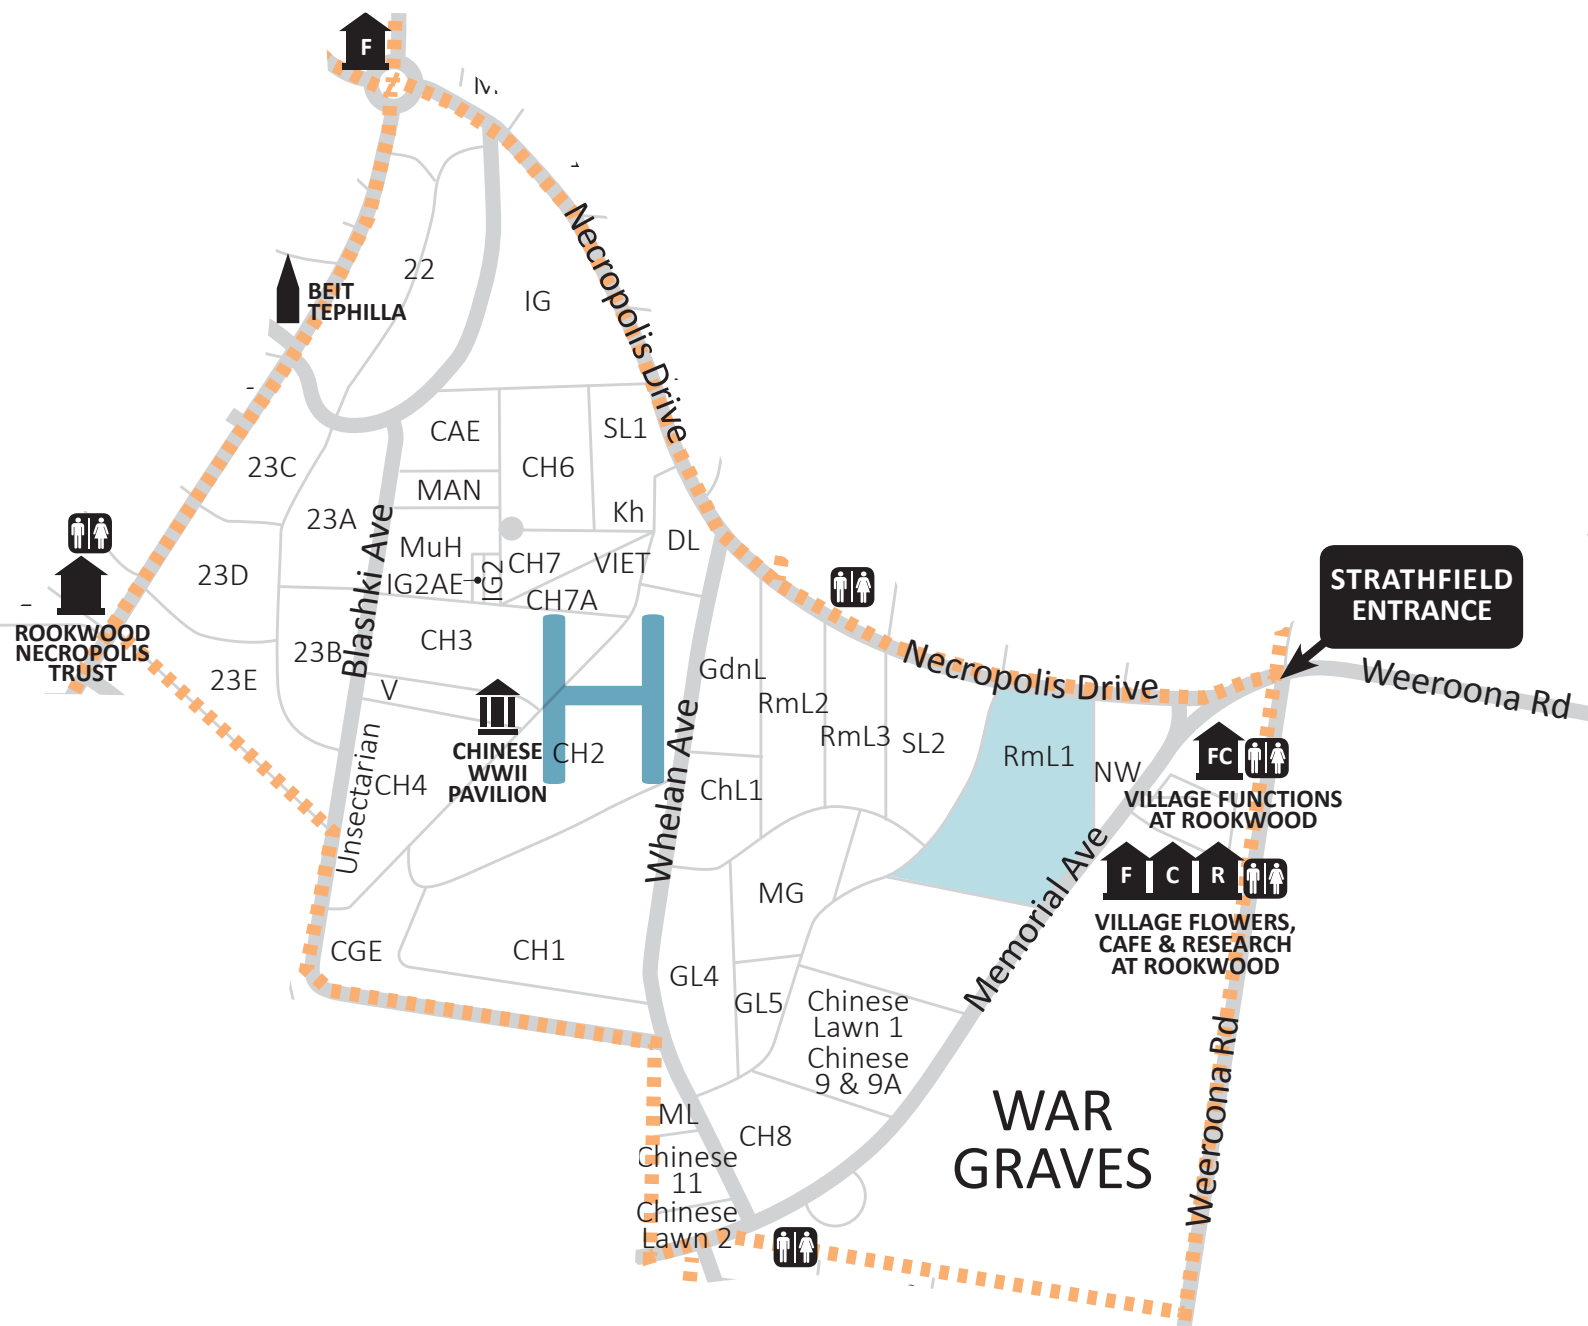 F
22
BEIT
TEPHILLA
IG
Necropolis Drive
CAE
SL1
23C
CH6
MAN
Kh
23A
Blashki Ave
MuH
DL
CH7
VIET
IG2AE
IG2
23D
CH7A
STRATHFIELD
ENTRANCE
ROOKWOOD
NECROPOLIS
TRUST
23B
CH3
23E
V
GdnL
RmL2
Necropolis Drive
Weeroona Rd
H
RmL3
SL2
RmL1
NW
CHINESE
WWII
PAVILION
CH2
Unsectarian
CH4
Whelan Ave
ChL1
FC
VILLAGE FUNCTIONS
AT ROOKWOOD
F
C
R
VILLAGE FLOWERS,
CAFE & RESEARCH
AT ROOKWOOD
Memorial Ave
MG
CGE
CH1
GL4
GL5
Chinese
Lawn 1
Chinese
9 & 9A
Weeroona Rd
WAR
GRAVES
ML
CH8
Chinese
11
Chinese
Lawn 2